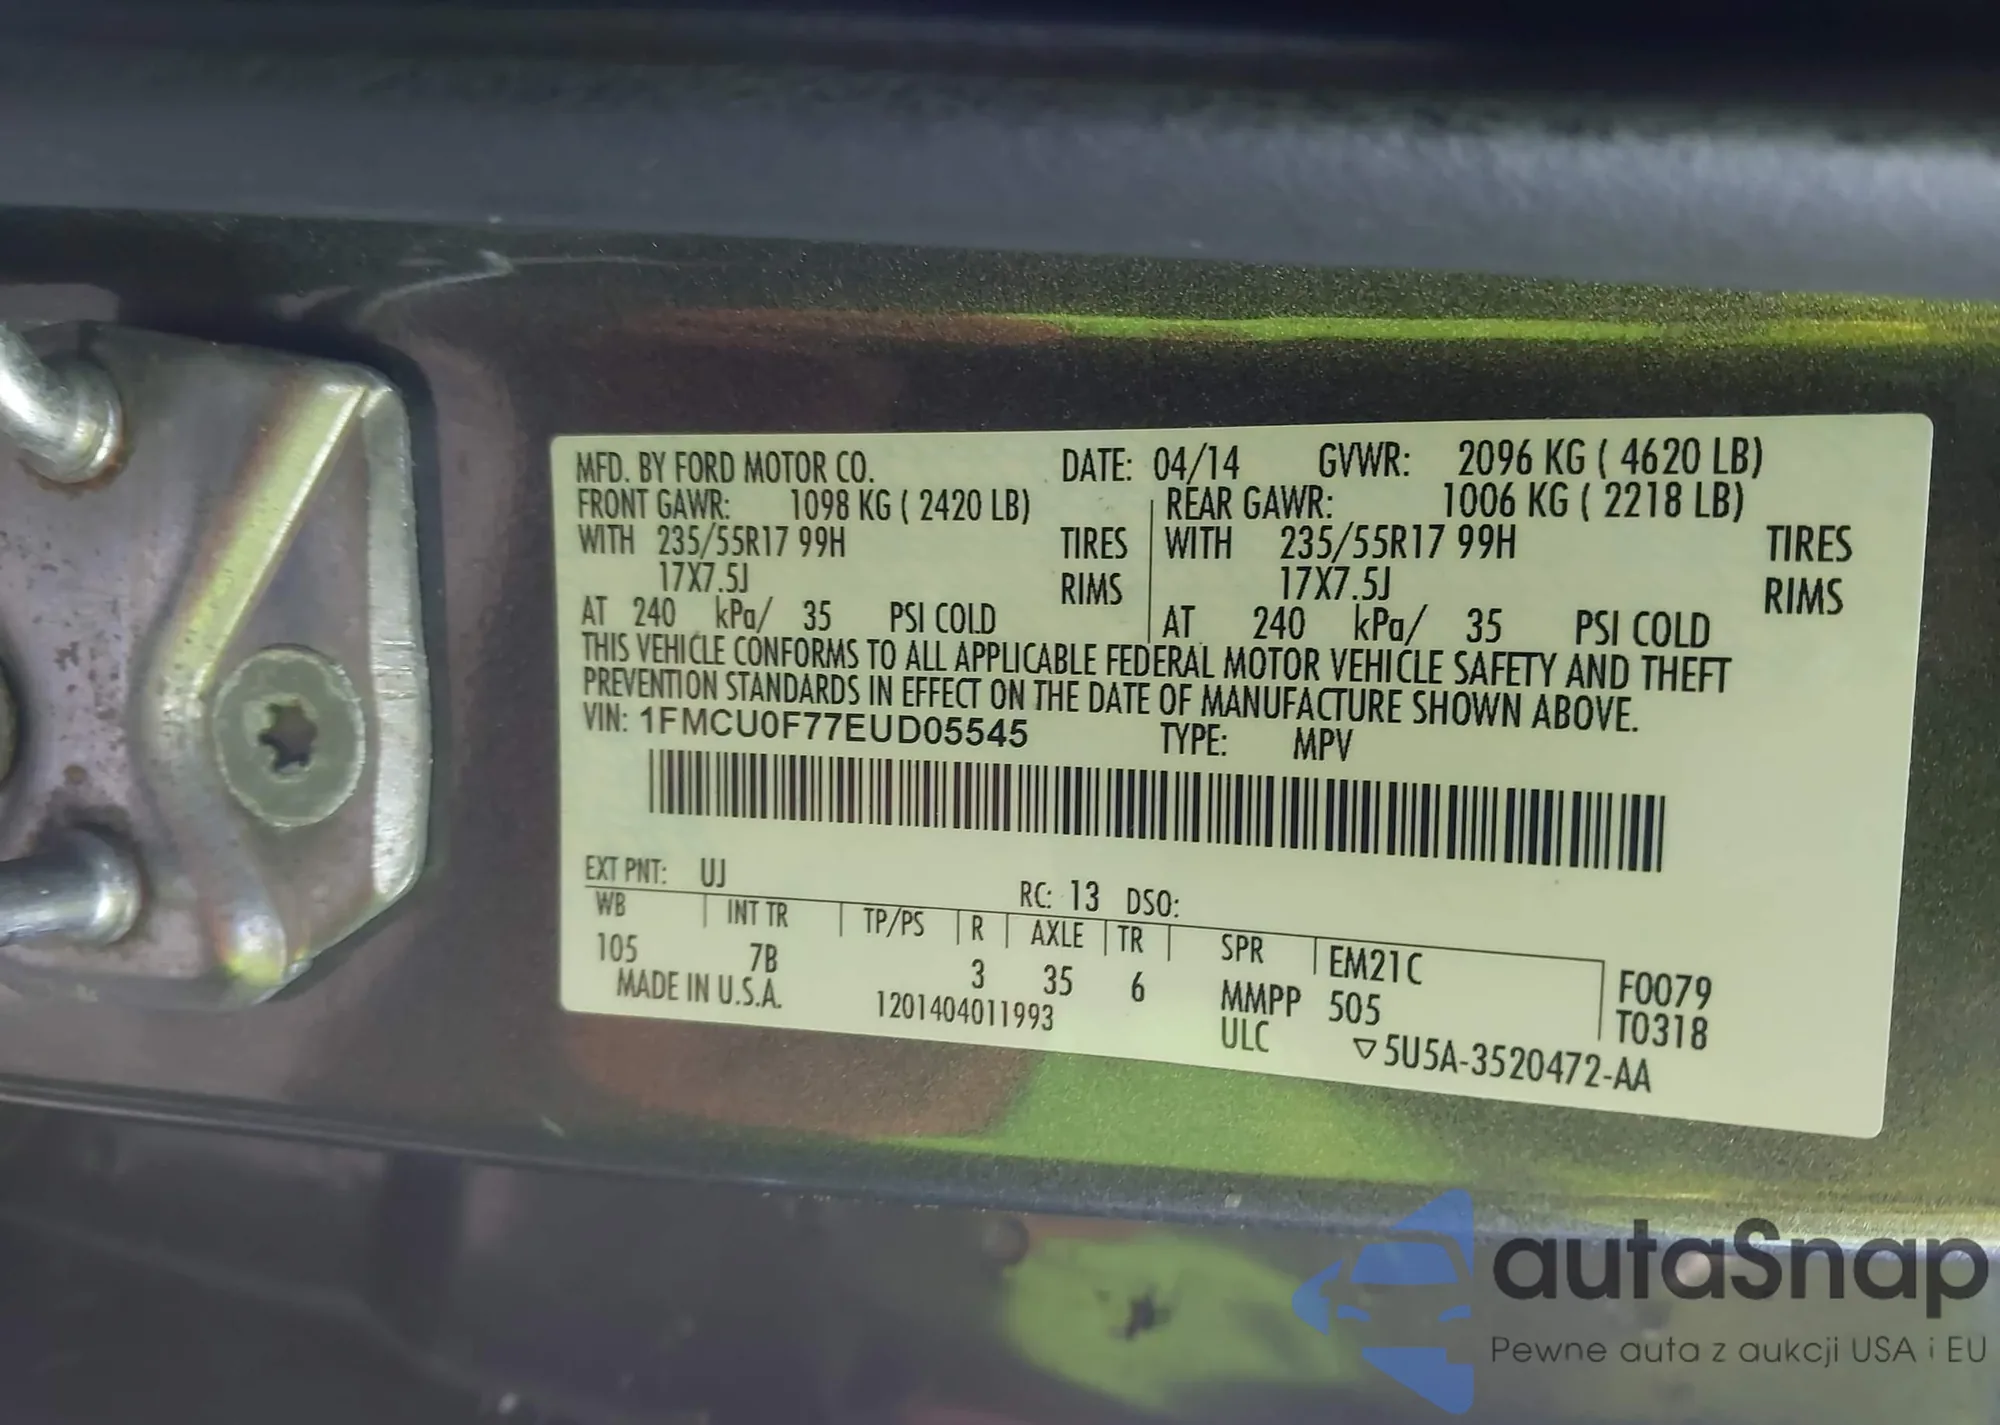 MFD. BY FORD MOTOR CO. DATE: 04/14 GVWR: 2096 KG ( 4620 LB)
FRONT GAWR: 1098 KG ( 2420 LB) REAR GAWR: 1006 KG ( 2218 LB)
WITH 235/55R17 99H TIRES WITH 235/55R17 99H TIRES
17X7.5J RIMS 17X7.5J RIMS
AT 240 kPa/ 35 PSI COLD AT 240 kPa/ 35 PSI COLD
THIS VEHICLE CONFORMS TO ALL APPLICABLE FEDERAL MOTOR VEHICLE SAFETY AND THEFT
PREVENTION STANDARDS IN EFFECT ON THE DATE OF MANUFACTURE SHOWN ABOVE.
VIN: 1FMCU0F77EUD05545 TYPE: MPV
EXT PNT: UJ RC: 13 DSO:
WB INT TR TP/PS R AXLE TR SPR EM21C F0079
105 7B 3 35 6 MMPP 505 T0318
MADE IN U.S.A. 1201404011993 ULC ▽5U5A-3520472-AA
autaSnap
Pewne auta z aukcji USA i EU